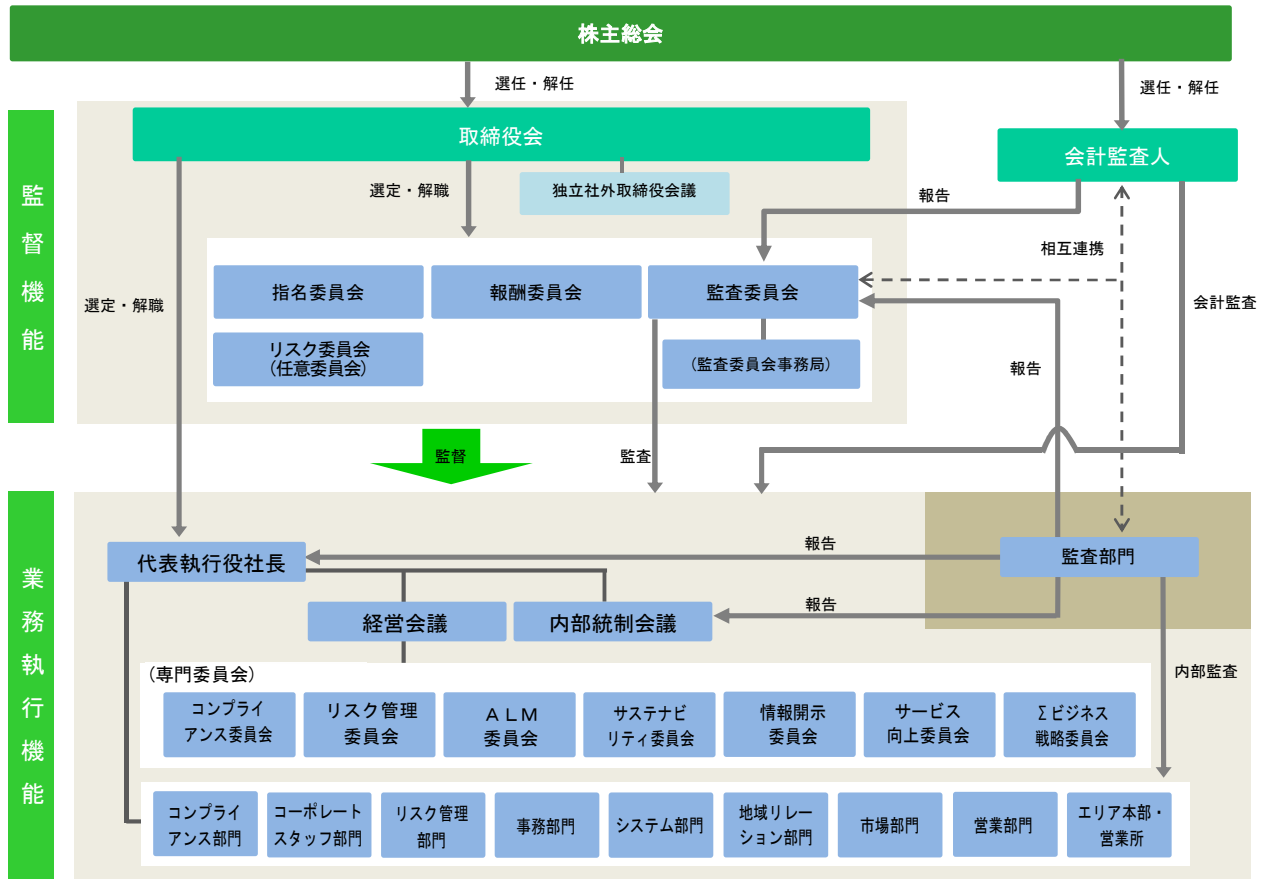 株主総会
選任・解任
選任・解任
監督機能
取締役会
会計監査人
選定・解職
独立社外取締役会議
報告
相互連携
選定・解職
会計監査
指名委員会
報酬委員会
監査委員会
リスク委員会
(任意委員会)
(監査委員会事務局)
報告
監督
監査
業務執行機能
代表執行役社長
報告
監査部門
経営会議
内部統制会議
報告
内部監査
(専門委員会)
コンプライ
アンス委員会
リスク管理
委員会
ALM
委員会
サステナビ
リティ委員会
情報開示
委員会
サービス
向上委員会
Σビジネス
戦略委員会
コンプライ
アンス部門
コーポレート
スタッフ部門
リスク管理
部門
事務部門
システム部門
地域リレー
ション部門
市場部門
営業部門
エリア本部・
営業所